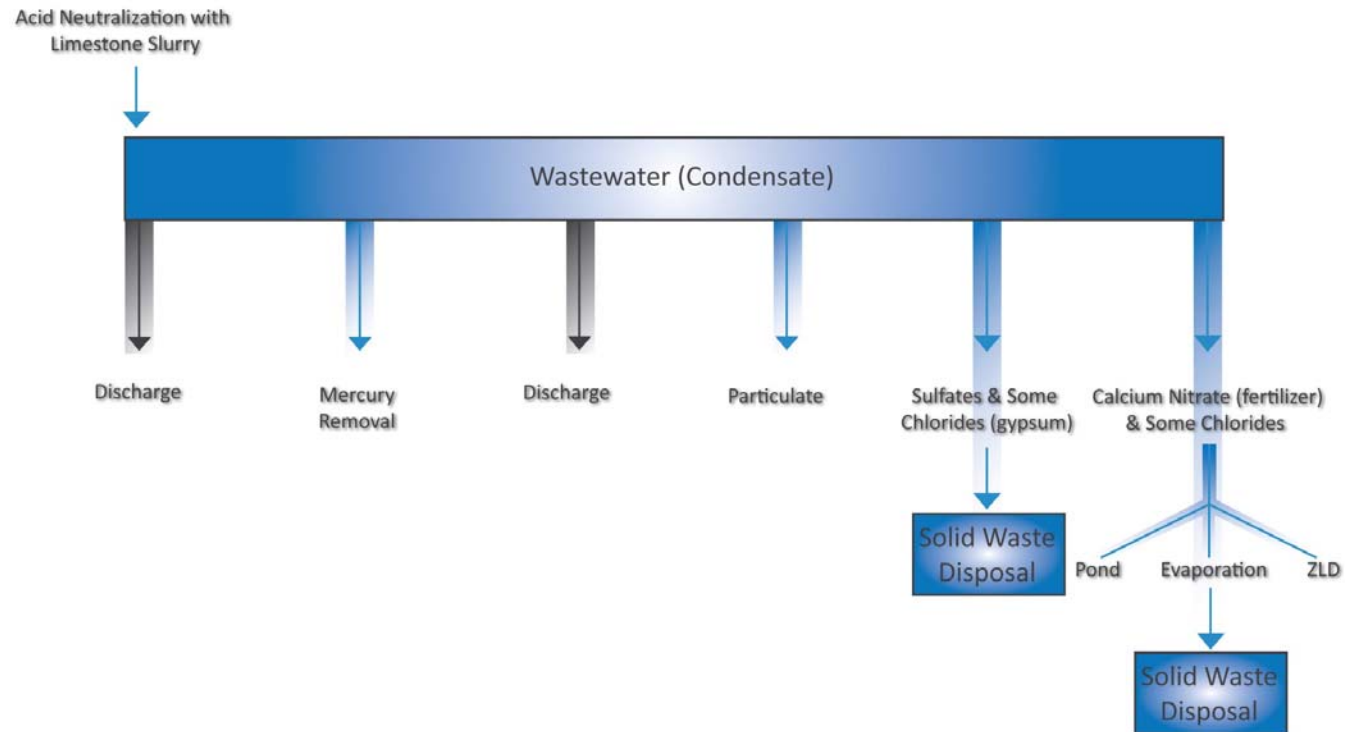 Acid Neutralization with
Limestone Slurry
Wastewater (Condensate)
Discharge
Mercury
Removal
Discharge
Particulate
Sulfates & Some
Chlorides (gypsum)
Calcium Nitrate (fertilizer)
& Some Chlorides
Solid Waste
Disposal
Pond
Evaporation
ZLD
Solid Waste
Disposal